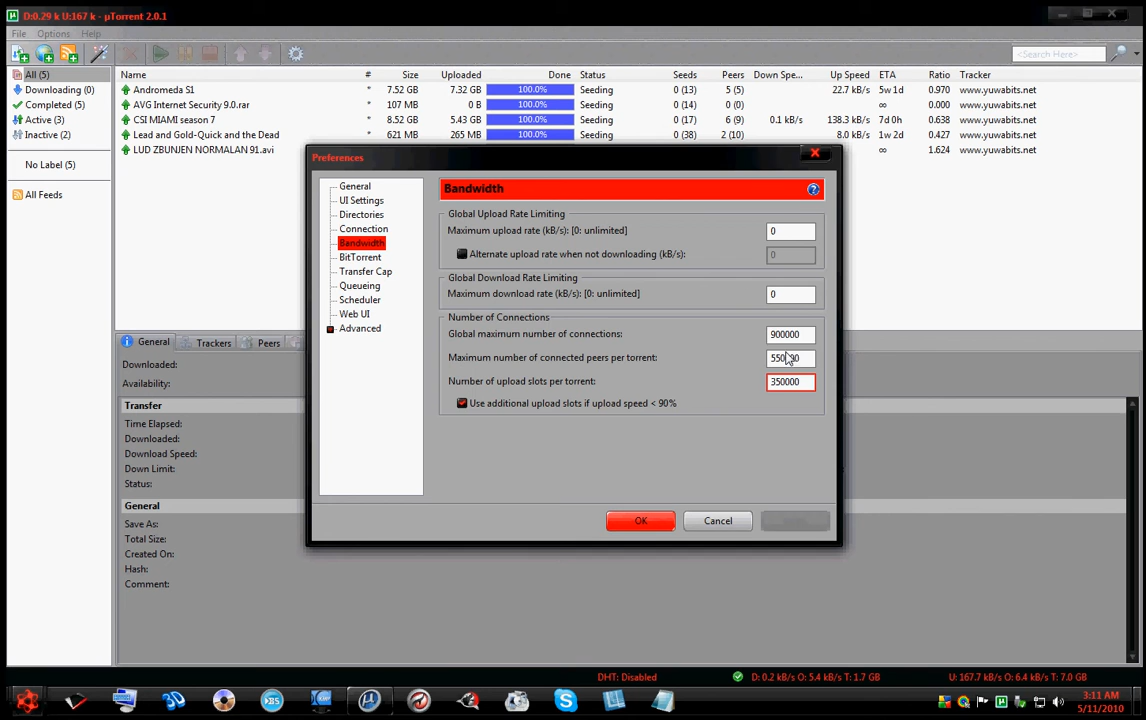 D:0.29 k U:167 k - µTorrent 2.0.1
File Options Help
<Search Here>
All (5)
Downloading (0)
Completed (5)
Active (3)
Inactive (2)
No Label (5)
All Feeds
Name # Size Uploaded Done Status Seeds Peers Down Spe... Up Speed ETA Ratio Tracker
Andromeda S1 * 7.52 GB 7.32 GB 100.0% Seeding 0 (13) 5 (5) 22.7 kB/s 5w 1d 0.970 www.yuwabits.net
AVG Internet Security 9.0.rar * 107 MB 0 B 100.0% Seeding 0 (14) 0 (0) ∞ 0.000 www.yuwabits.net
CSI MIAMI season 7 * 8.52 GB 5.43 GB 100.0% Seeding 0 (17) 6 (9) 0.1 kB/s 138.3 kB/s 7d 0h 0.638 www.yuwabits.net
Lead and Gold-Quick and the Dead * 621 MB 265 MB 100.0% Seeding 0 (38) 2 (10) 8.0 kB/s 1w 2d 0.427 www.yuwabits.net
LUD ZBUNJEN NORMALAN 91.avi ∞ 1.624 www.yuwabits.net
Preferences
General
UI Settings
Directories
Connection
Bandwidth
BitTorrent
Transfer Cap
Queueing
Scheduler
Web UI
Advanced
Bandwidth
Global Upload Rate Limiting
Maximum upload rate (kB/s): [0: unlimited] 0
Alternate upload rate when not downloading (kB/s): 0
Global Download Rate Limiting
Maximum download rate (kB/s): [0: unlimited] 0
Number of Connections
Global maximum number of connections: 900000
Maximum number of connected peers per torrent:
Number of upload slots per torrent: 350000
Use additional upload slots if upload speed < 90%
OK Cancel
General Trackers Peers
Downloaded:
Availability:
Transfer
Time Elapsed:
Downloaded:
Download Speed:
Down Limit:
Status:
General
Save As:
Total Size:
Created On:
Hash:
Comment:
DHT: Disabled D: 0.2 kB/s O: 5.4 kB/s T: 1.7 GB U: 167.7 kB/s O: 6.4 kB/s T: 7.0 GB
3:11 AM
5/11/2010